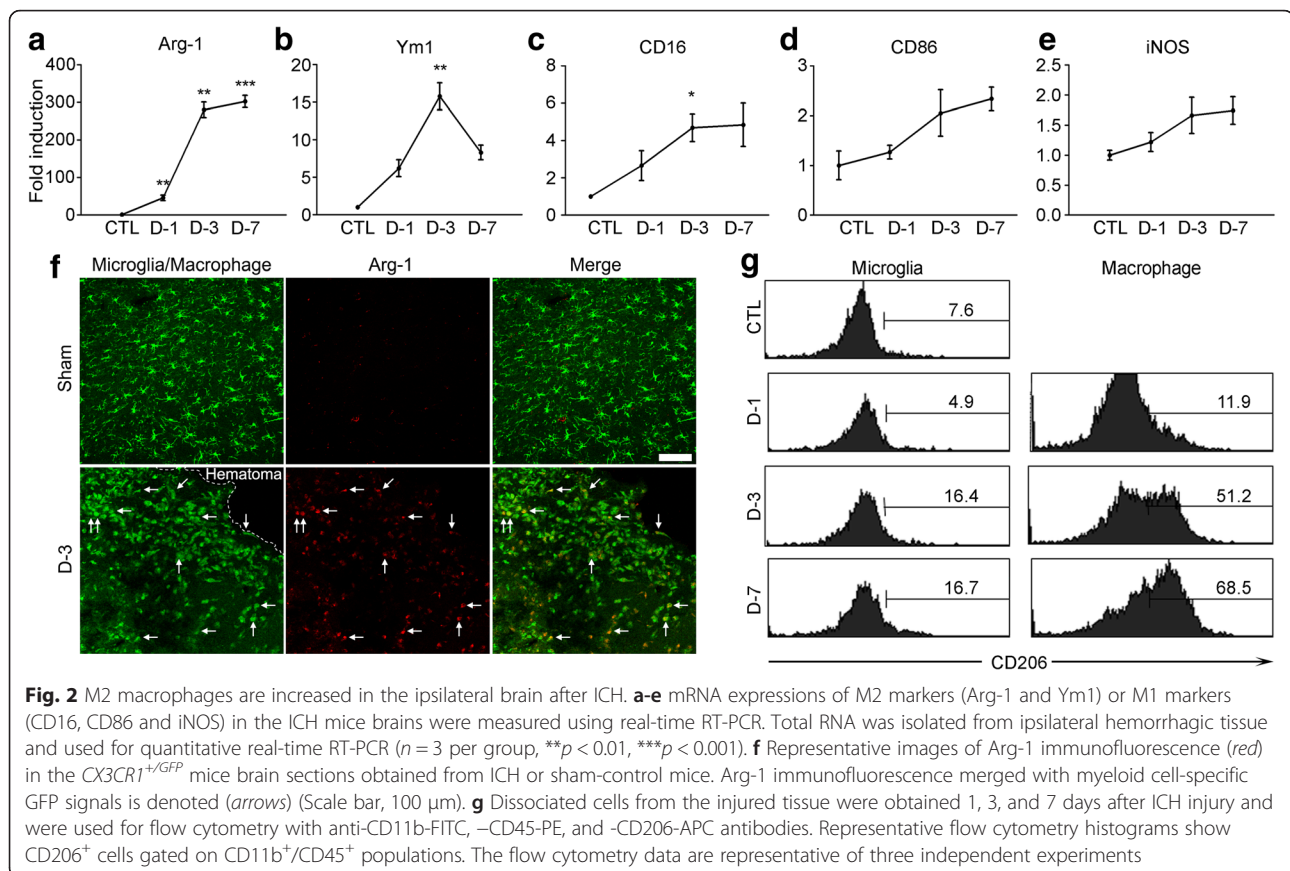 a Arg-1
b Ym1
c CD16
d CD86
e iNOS
Fold induction
400
300
200
100
0
** ** ***
CTL D-1 D-3 D-7
20
15
10
5
0
**
CTL D-1 D-3 D-7
6
4
2
0
*
CTL D-1 D-3 D-7
3
2
1
0
CTL D-1 D-3 D-7
2.5
2.0
1.5
1.0
0.5
0.0
CTL D-1 D-3 D-7
f
Microglia/Macrophage Arg-1 Merge
Sham
D-3
Hematoma
g
Microglia Macrophage
CTL 7.6
D-1 4.9 11.9
D-3 16.4 51.2
D-7 16.7 68.5
CD206
Fig. 2 M2 macrophages are increased in the ipsilateral brain after ICH. a-e mRNA expressions of M2 markers (Arg-1 and Ym1) or M1 markers
(CD16, CD86 and iNOS) in the ICH mice brains were measured using real-time RT-PCR. Total RNA was isolated from ipsilateral hemorrhagic tissue
and used for quantitative real-time RT-PCR (n = 3 per group, **p < 0.01, ***p < 0.001). f Representative images of Arg-1 immunofluorescence (red)
in the CX3CR1+/GFP mice brain sections obtained from ICH or sham-control mice. Arg-1 immunofluorescence merged with myeloid cell-specific
GFP signals is denoted (arrows) (Scale bar, 100 μm). g Dissociated cells from the injured tissue were obtained 1, 3, and 7 days after ICH injury and
were used for flow cytometry with anti-CD11b-FITC, −CD45-PE, and -CD206-APC antibodies. Representative flow cytometry histograms show
CD206+ cells gated on CD11b+/CD45+ populations. The flow cytometry data are representative of three independent experiments